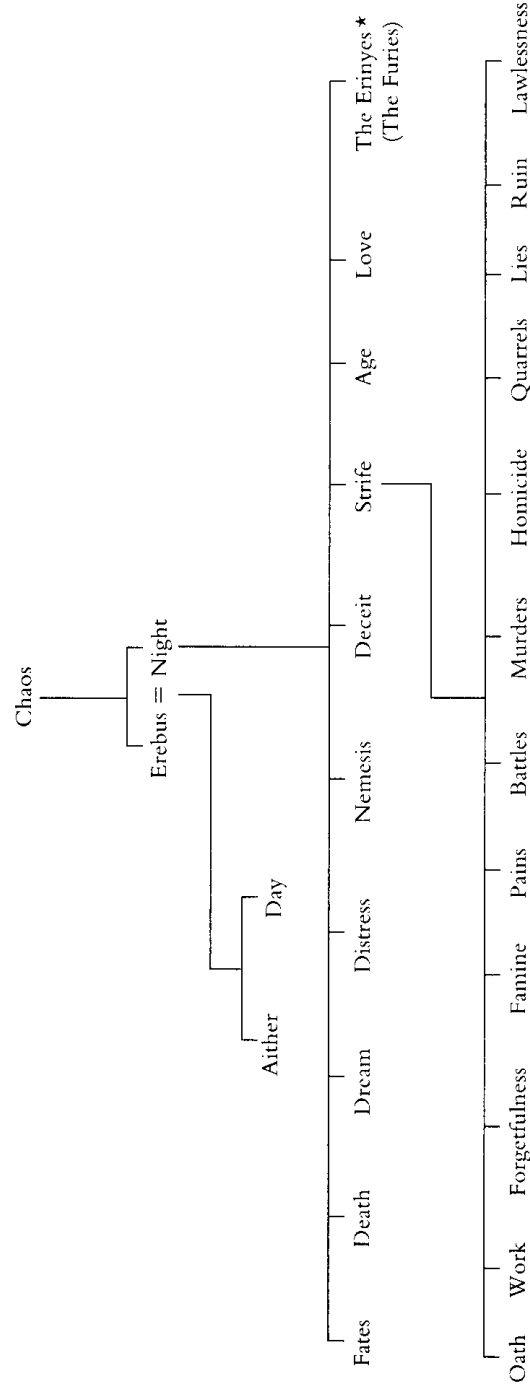 Chaos
Erebus = Night
Aither Day
Fates Death Dream Distress Nemesis Deceit Strife Age Love The Erinyes ★
(The Furies)
Oath Work Forgetfulness Famine Pains Battles Murders Homicide Quarrels Lies Ruin Lawlessness